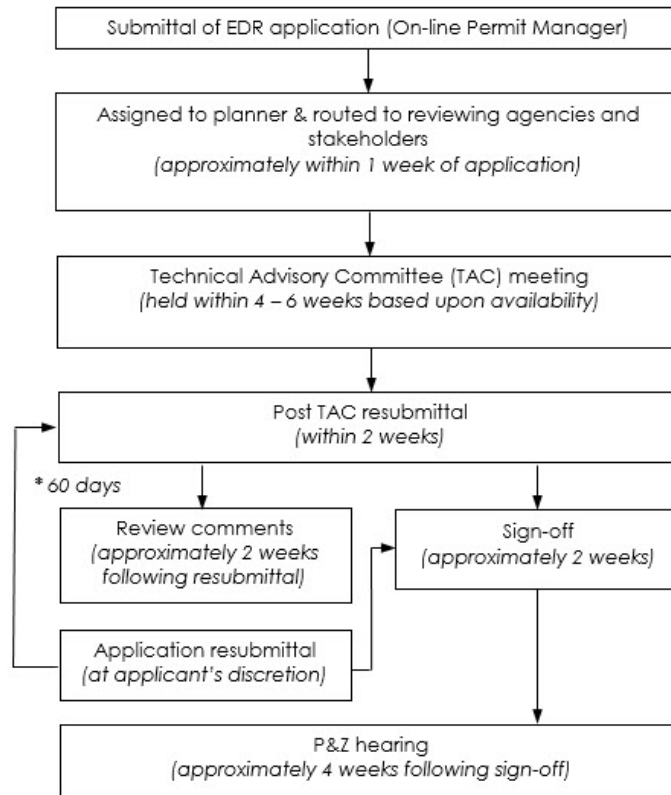 Submittal of EDR application (On-line Permit Manager)
Assigned to planner & routed to reviewing agencies and
stakeholders
(approximately within 1 week of application)
Technical Advisory Committee (TAC) meeting
(held within 4 – 6 weeks based upon availability)
Post TAC resubmittal
(within 2 weeks)
* 60 days
Review comments
(approximately 2 weeks
following resubmittal)
Sign-off
(approximately 2 weeks)
Application resubmittal
(at applicant's discretion)
P&Z hearing
(approximately 4 weeks following sign-off)